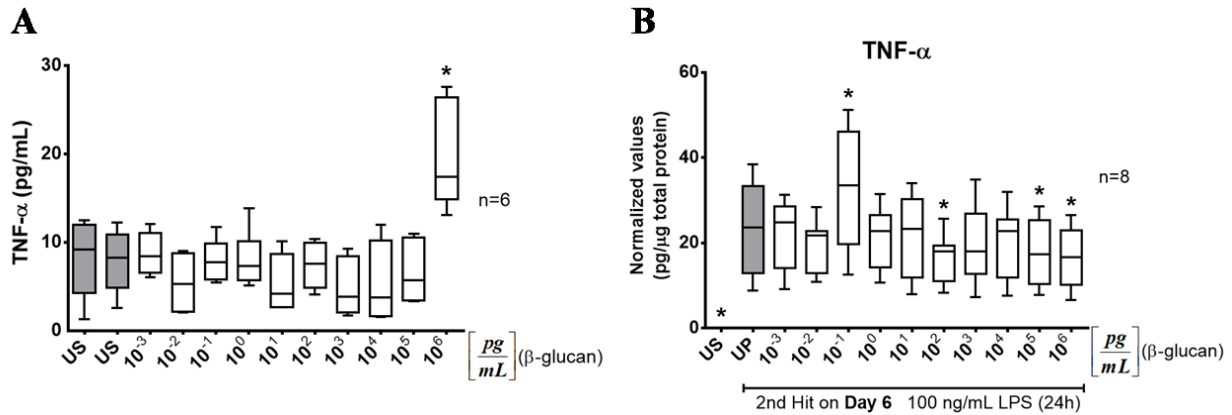 A
TNF-α (pg/mL)
30
20
10
0
*
n=6
US US 10⁻³ 10⁻² 10⁻¹ 10⁰ 10¹ 10² 10³ 10⁴ 10⁵ 10⁶
[pg/mL] (β-glucan)
B
TNF-α
Normalized values
(pg/μg total protein)
60
40
20
0
* * * * *
n=8
US UP 10⁻³ 10⁻² 10⁻¹ 10⁰ 10¹ 10² 10³ 10⁴ 10⁵ 10⁶
[pg/mL] (β-glucan)
2nd Hit on Day 6 100 ng/mL LPS (24h)